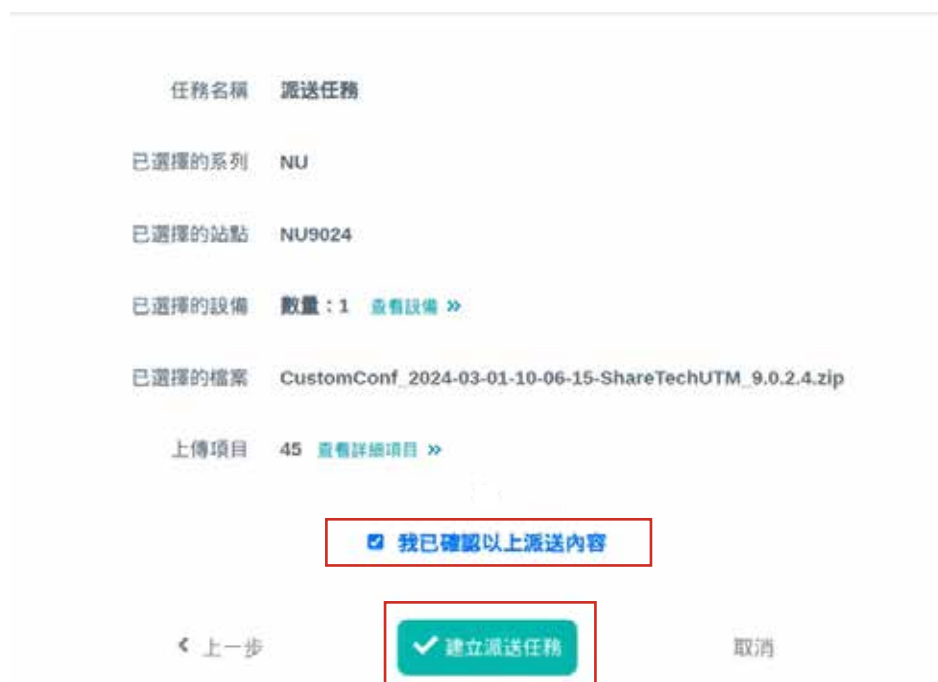 任務名稱 派送任務
已選擇的系列 NU
已選擇的站點 NU9024
已選擇的設備 數量：1 查看設備 »
已選擇的檔案 CustomConf_2024-03-01-10-06-15-ShareTechUTM_9.0.2.4.zip
上傳項目 45 查看詳細項目 »
我已確認以上派送內容
上一步 建立派送任務 取消